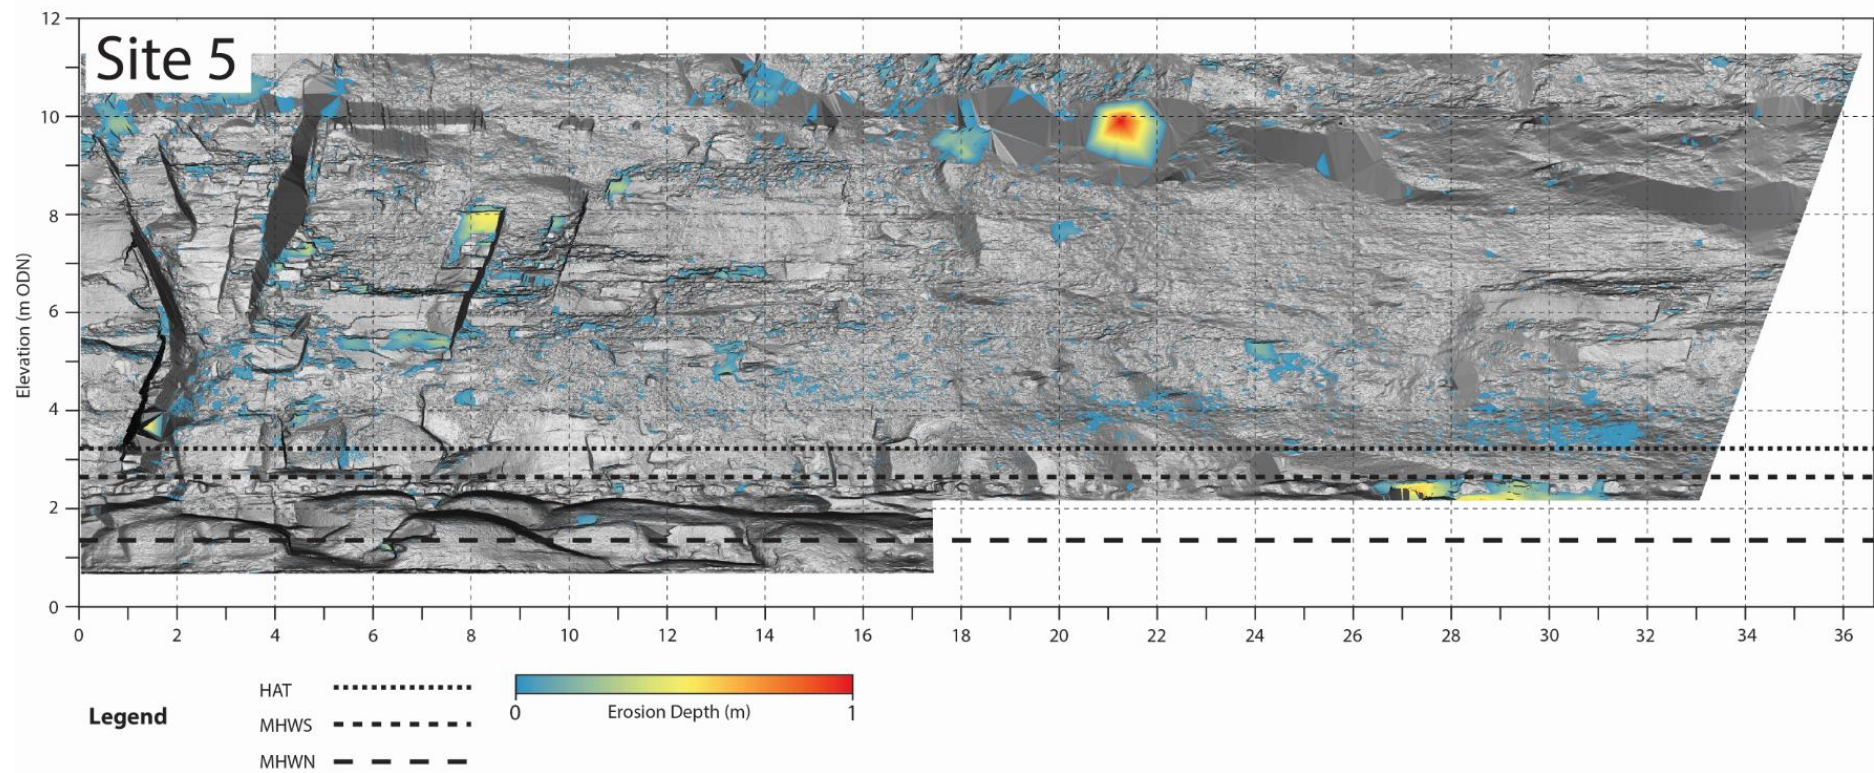 Site 5
Elevation (m ODN)
12
10
8
6
4
2
0
0 2 4 6 8 10 12 14 16 18 20 22 24 26 28 30 32 34 36
Legend
HAT
MHWS
MHWN
0 Erosion Depth (m) 1